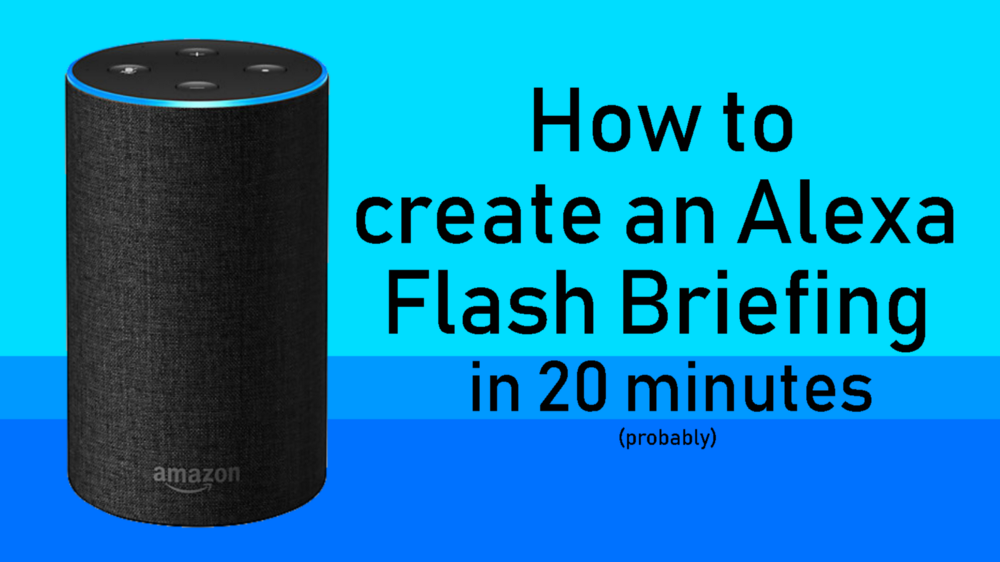 How to
create an Alexa
Flash Briefing
in 20 minutes
(probably)
amazon